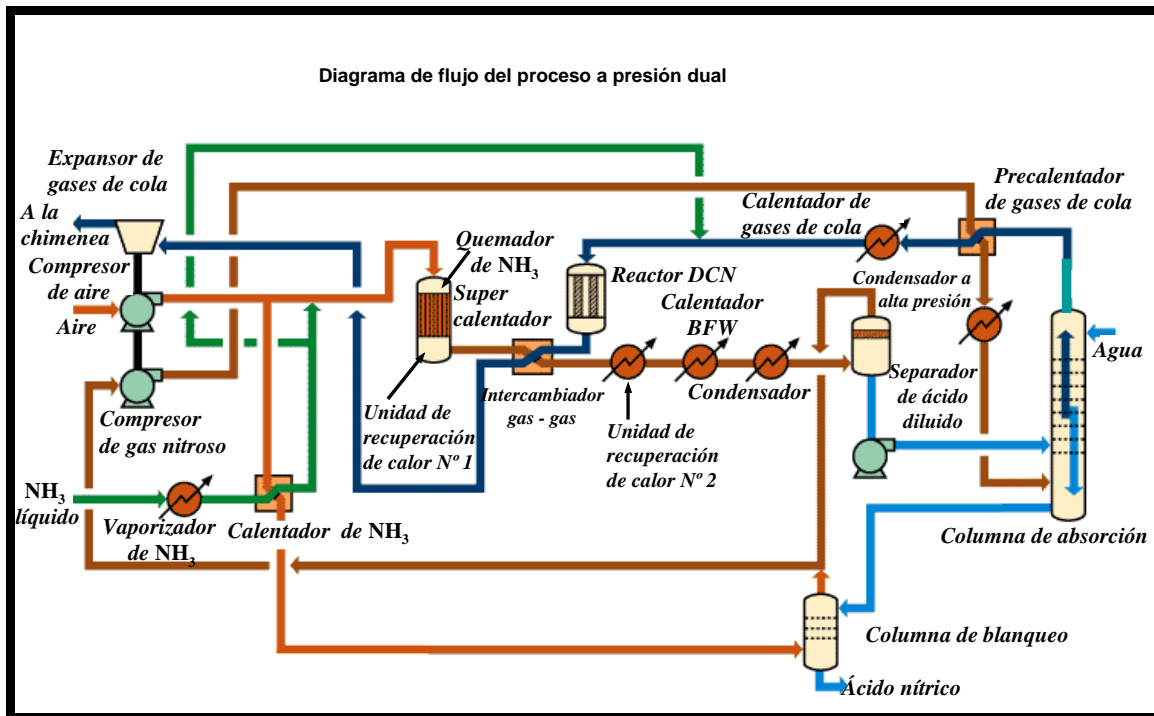 Diagrama de flujo del proceso a presión dual
Expansor de
gases de cola
A la
chimenea
Compresor
de aire
Aire
Compresor
de gas nitroso
NH3
líquido
Vaporizador
de NH3
Calentador de NH3
Quemador
de NH3
Super
calentador
Unidad de
recuperación
de calor Nº 1
Intercambiador
gas - gas
Reactor DCN
Calentador
BFW
Condensador
Unidad de
recuperación
de calor Nº 2
Calentador de
gases de cola
Precalentador
de gases de cola
Condensador a
alta presión
Separador
de ácido
diluido
Agua
Columna de absorción
Columna de blanqueo
Ácido nítrico